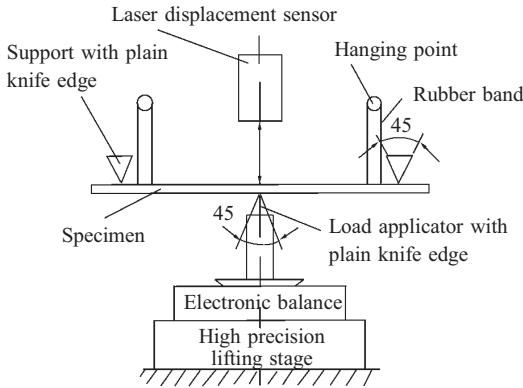 Laser displacement sensor
Support with plain
knife edge
Hanging point
Rubber band
45
45
Specimen
Load applicator with
plain knife edge
Electronic balance
High precision
lifting stage